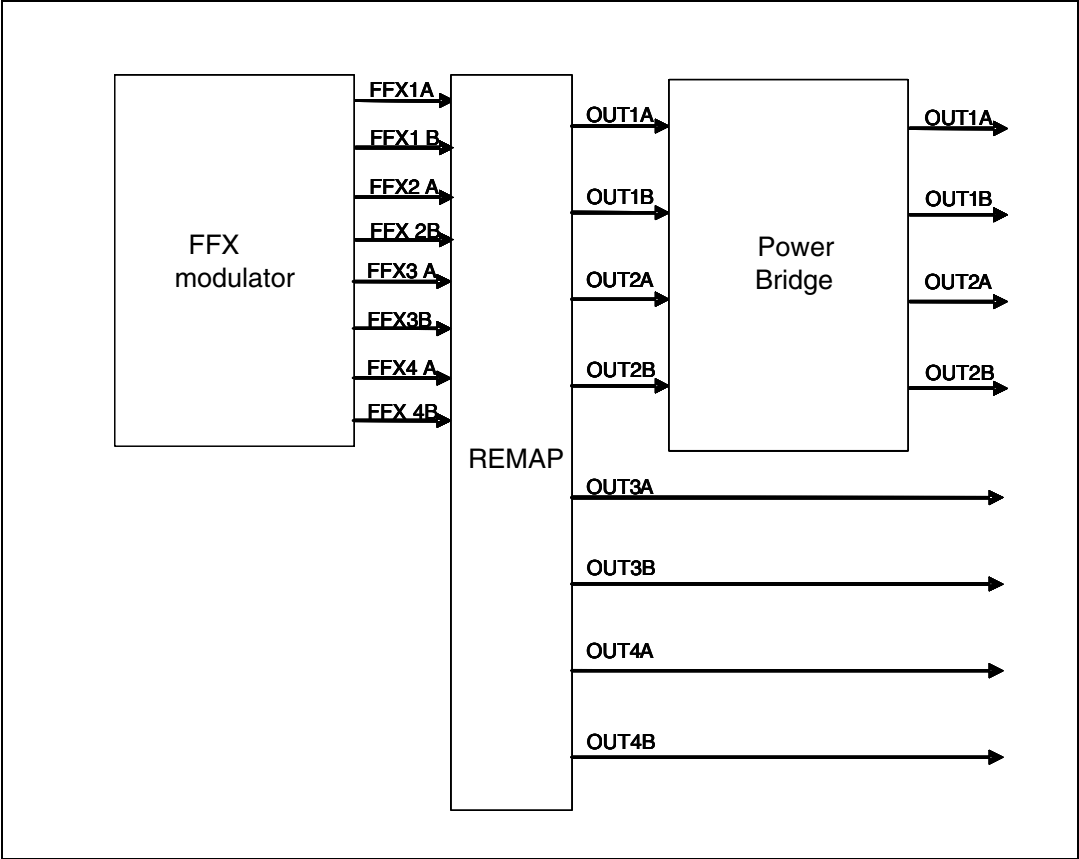 FFX
modulator
FFX1A
FFX1 B
FFX2 A
FFX 2B
FFX3 A
FFX3B
FFX4 A
FFX 4B
REMAP
OUT1A
OUT1B
OUT2A
OUT2B
OUT3A
OUT3B
OUT4A
OUT4B
Power
Bridge
OUT1A
OUT1B
OUT2A
OUT2B